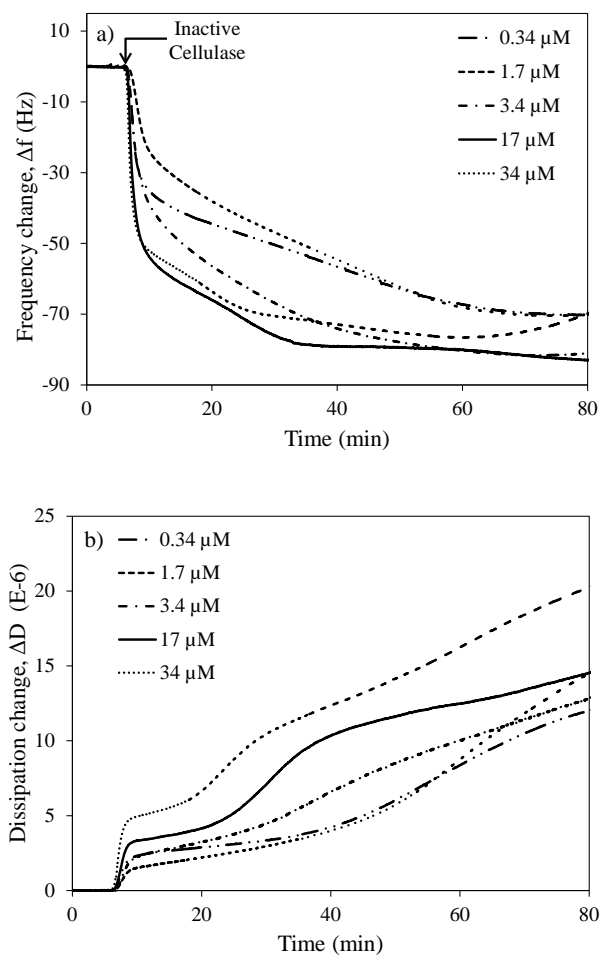 a)
Inactive
Cellulase
0.34 µM
1.7 µM
3.4 µM
17 µM
34 µM
10
-10
-30
-50
-70
-90
Frequency change, Δf (Hz)
0 20 40 60 80
Time (min)
b)
0.34 µM
1.7 µM
3.4 µM
17 µM
34 µM
25
20
15
10
5
0
Dissipation change, ΔD (E-6)
0 20 40 60 80
Time (min)